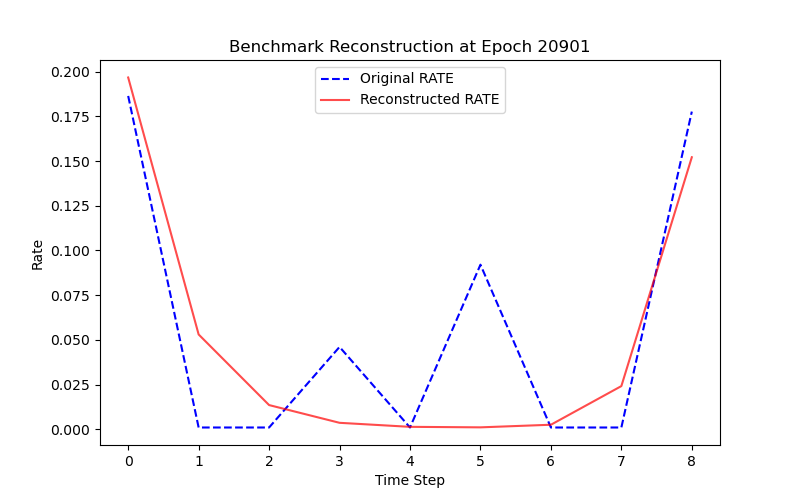 Benchmark Reconstruction at Epoch 20901
Original RATE
Reconstructed RATE
0.200
0.175
0.150
0.125
0.100
0.075
0.050
0.025
0.000
Rate
0 1 2 3 4 5 6 7 8
Time Step